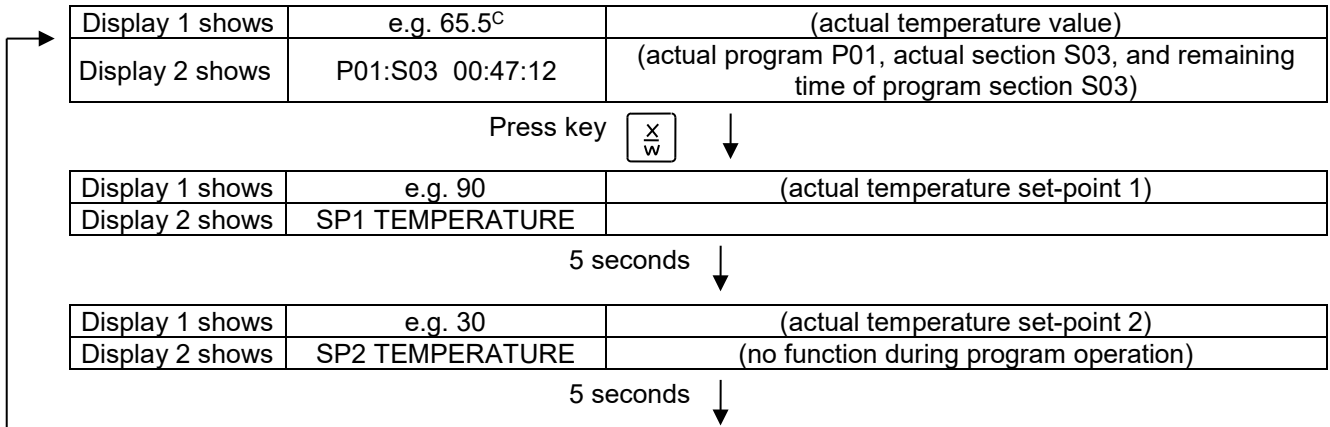 Display 1 shows e.g. 65.5ᶜ (actual temperature value)
Display 2 shows P01:S03 00:47:12 (actual program P01, actual section S03, and remaining
time of program section S03)
Press key x
w
Display 1 shows e.g. 90 (actual temperature set-point 1)
Display 2 shows SP1 TEMPERATURE
5 seconds
Display 1 shows e.g. 30 (actual temperature set-point 2)
Display 2 shows SP2 TEMPERATURE (no function during program operation)
5 seconds